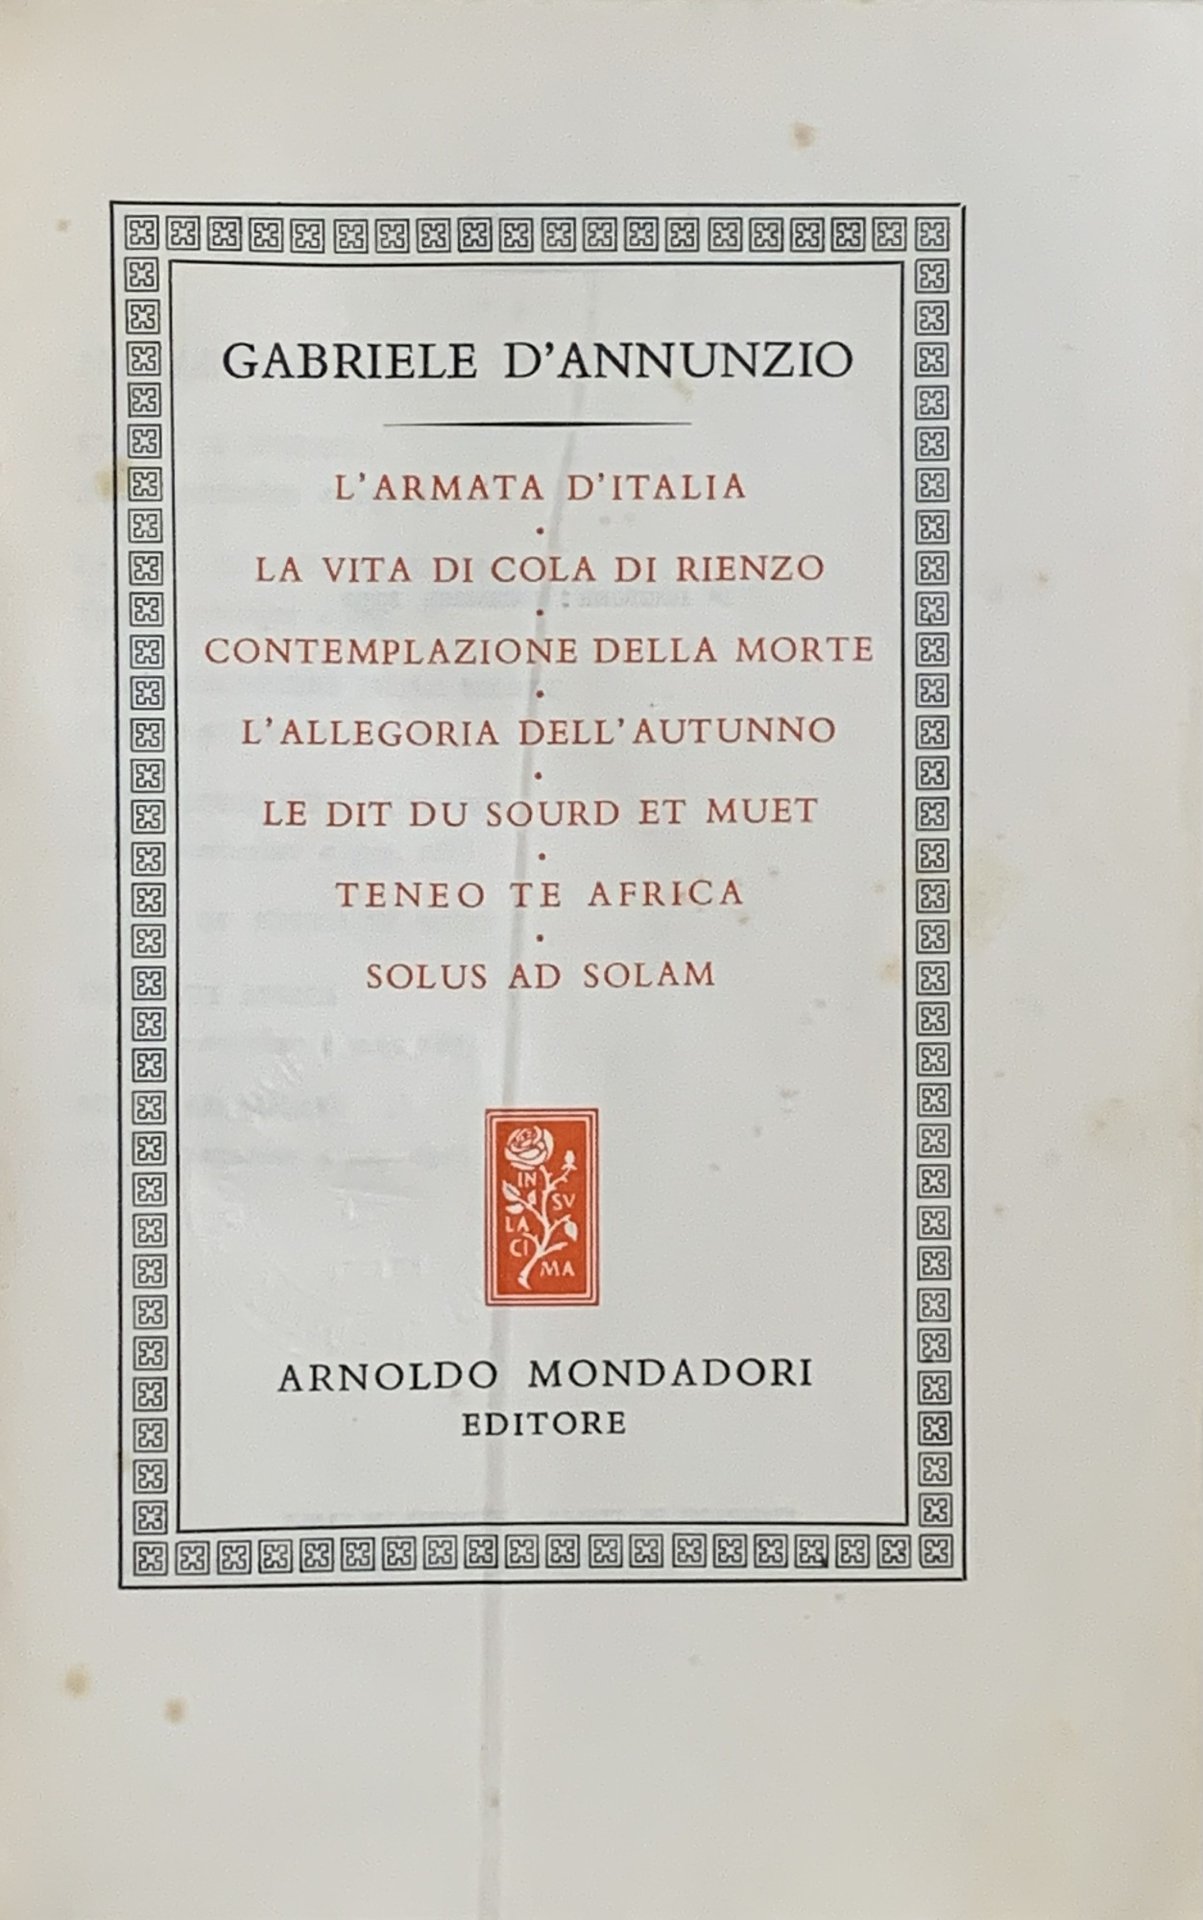 GABRIELE D'ANNUNZIO
L'ARMATA D'ITALIA
•
LA VITA DI COLA DI RIENZO
•
CONTEMPLAZIONE DELLA MORTE
•
L'ALLEGORIA DELL'AUTUNNO
•
LE DIT DU SOURD ET MUET
•
TENEO TE AFRICA
•
SOLUS AD SOLAM
IN
SV
LA
CI
MA
ARNOLDO MONDADORI
EDITORE